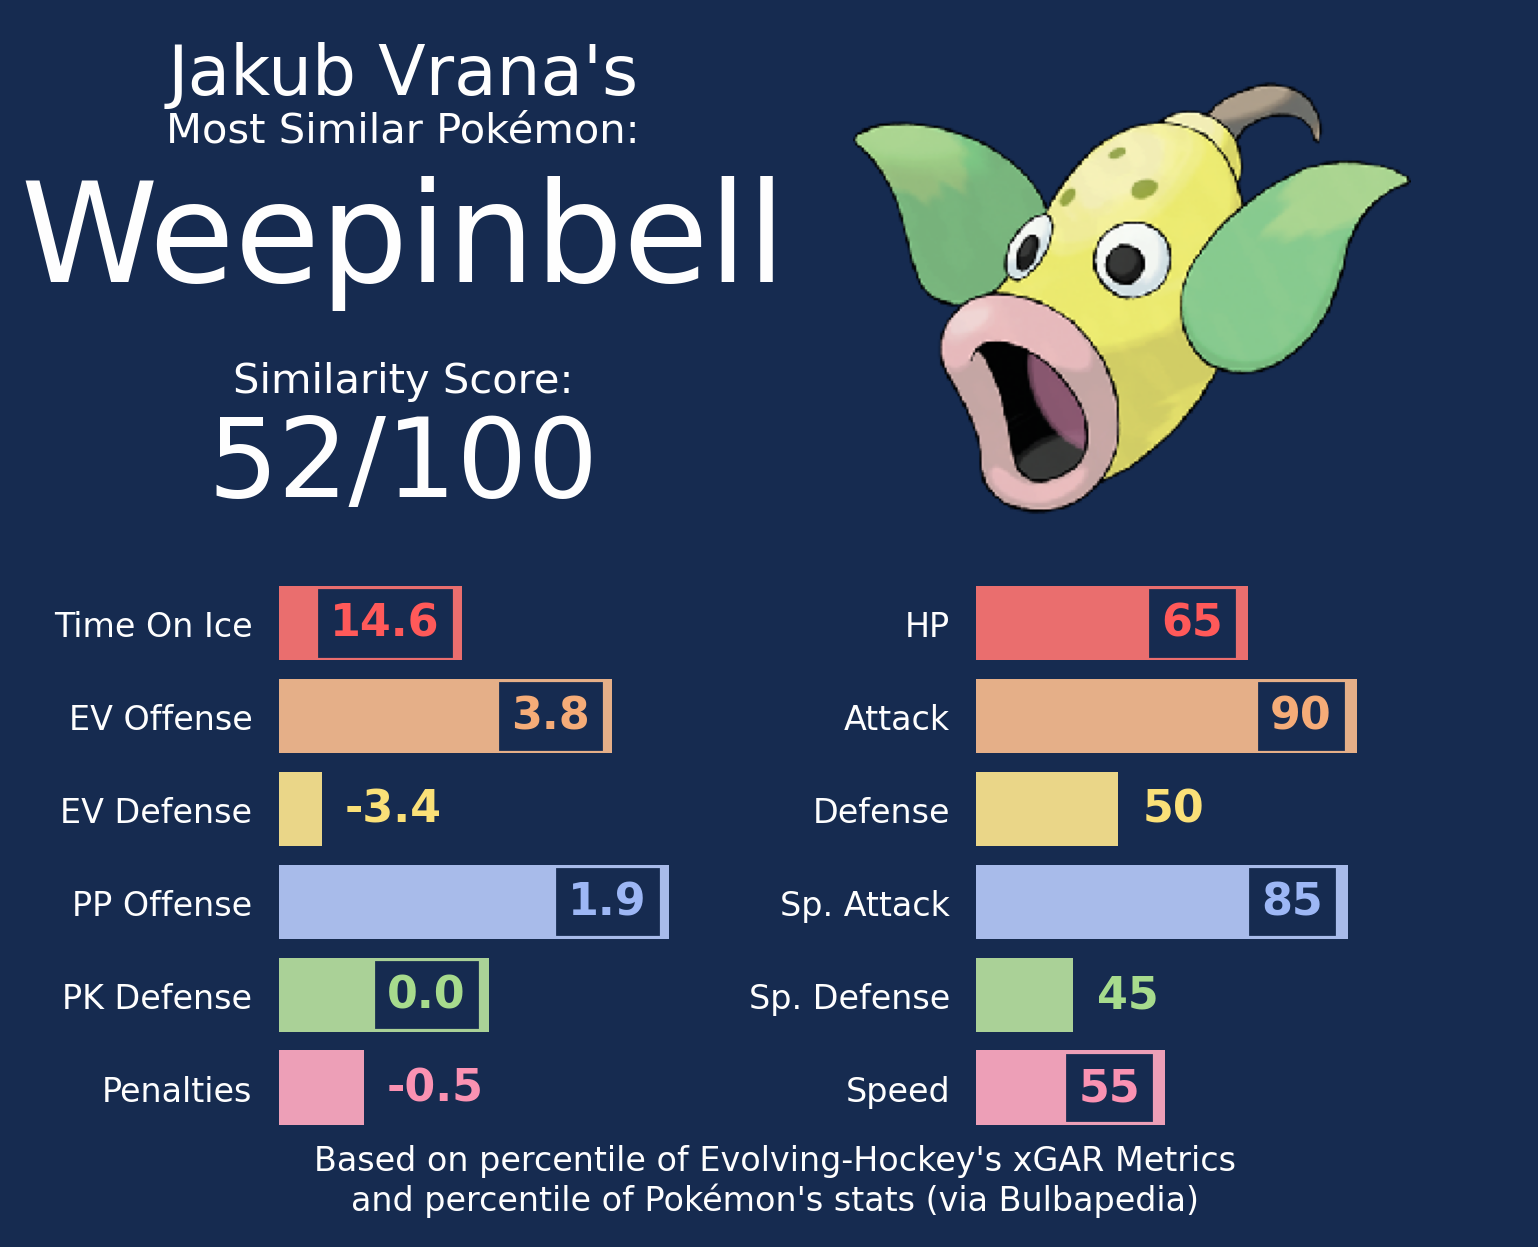 Jakub Vrana's
Most Similar Pokémon:
Weepinbell
Similarity Score:
52/100
Time On Ice 14.6
EV Offense 3.8
EV Defense -3.4
PP Offense 1.9
PK Defense 0.0
Penalties -0.5
HP 65
Attack 90
Defense 50
Sp. Attack 85
Sp. Defense 45
Speed 55
Based on percentile of Evolving-Hockey's xGAR Metrics
and percentile of Pokémon's stats (via Bulbapedia)